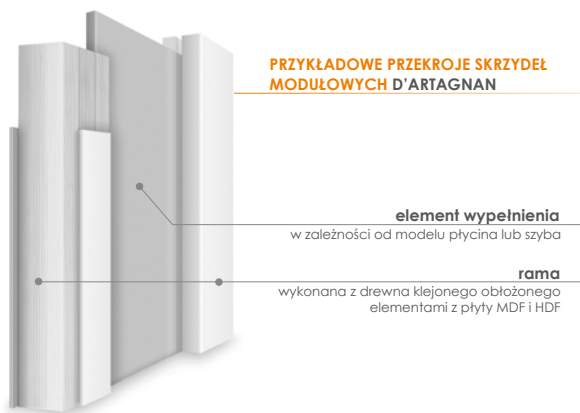 PRZYKŁADOWE PRZEKROJE SKRZYDEŁ
MODUŁOWYCH D'ARTAGNAN
element wypełnienia
w zależności od modelu płycina lub szyba
rama
wykonana z drewna klejonego obłożonego
elementami z płyty MDF i HDF